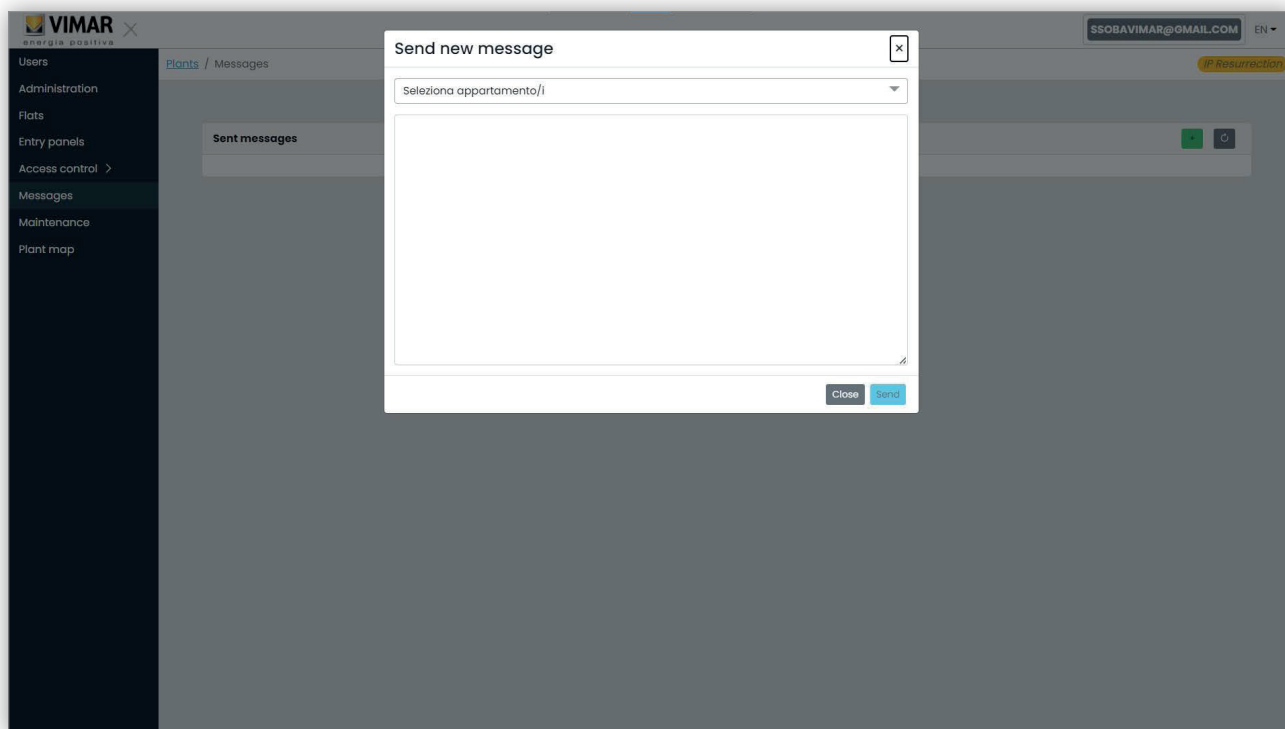 VIMAR
energia positiva
SSOBAVIMAR@GMAIL.COM
EN
Users
Administration
Flats
Entry panels
Access control
Messages
Maintenance
Plant map
Plants / Messages
IP Resurrection
Sent messages
Send new message
Seleziona appartamento/i
Close
Send